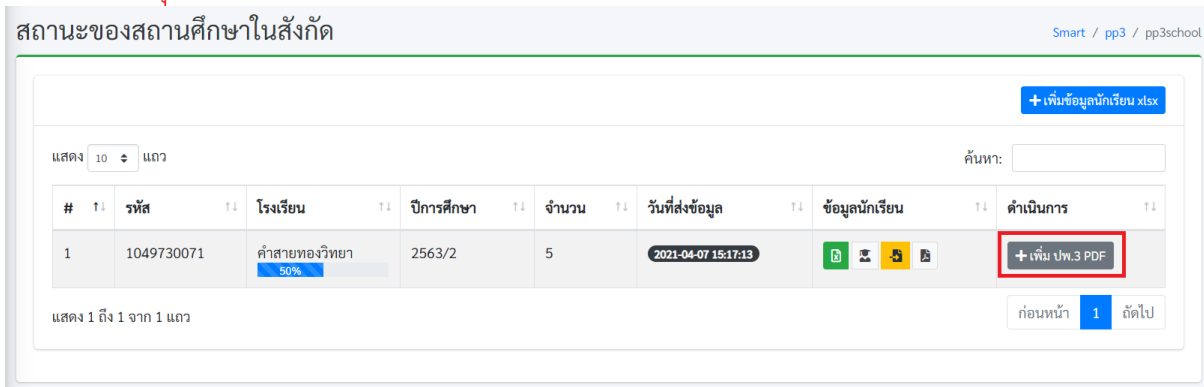 สถานะของสถานศึกษาในสังกัด
Smart / pp3 / pp3school
เพิ่มข้อมูลนักเรียน xlsx
แสดง 10 แถว
ค้นหา:
# รหัส โรงเรียน ปีการศึกษา จำนวน วันที่ส่งข้อมูล ข้อมูลนักเรียน ดำเนินการ
1 1049730071 คำสายทองวิทยา 2563/2 5 2021-04-07 15:17:13 เพิ่ม ปพ.3 PDF
50%
แสดง 1 ถึง 1 จาก 1 แถว
ก่อนหน้า 1 ถัดไป